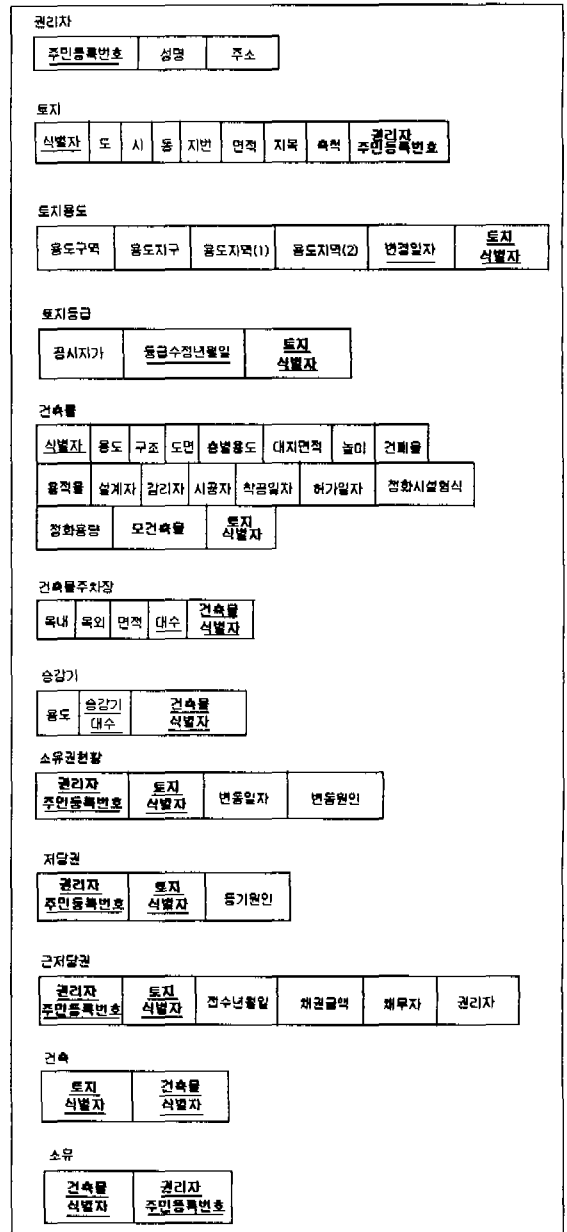 권리자
주민등록번호 성명 주소
토지
식별자 도 시 동 지번 면적 지목 축척 권리자
주민등록번호
토지용도
용도구역 용도지구 용도지역(1) 용도지역(2) 변경일자 토지
식별자
토지등급
공시지가 등급수정년월일 토지
식별자
건축물
식별자 용도 구조 도면 층별용도 대지면적 높이 건폐율
용적율 설계자 감리자 시공자 착공일자 허가일자 정화시설형식
정화용량 모건축물 토지
식별자
건축물주차장
옥내 옥외 면적 대수 건축물
식별자
승강기
용도 승강기
대수 건축물
식별자
소유권현황
권리자
주민등록번호 토지
식별자 변동일자 변동원인
저당권
권리자
주민등록번호 토지
식별자 등기원인
근저당권
권리자
주민등록번호 토지
식별자 접수년월일 채권금액 채무자 권리자
건축
토지
식별자 건축물
식별자
소유
건축물
식별자 권리자
주민등록번호